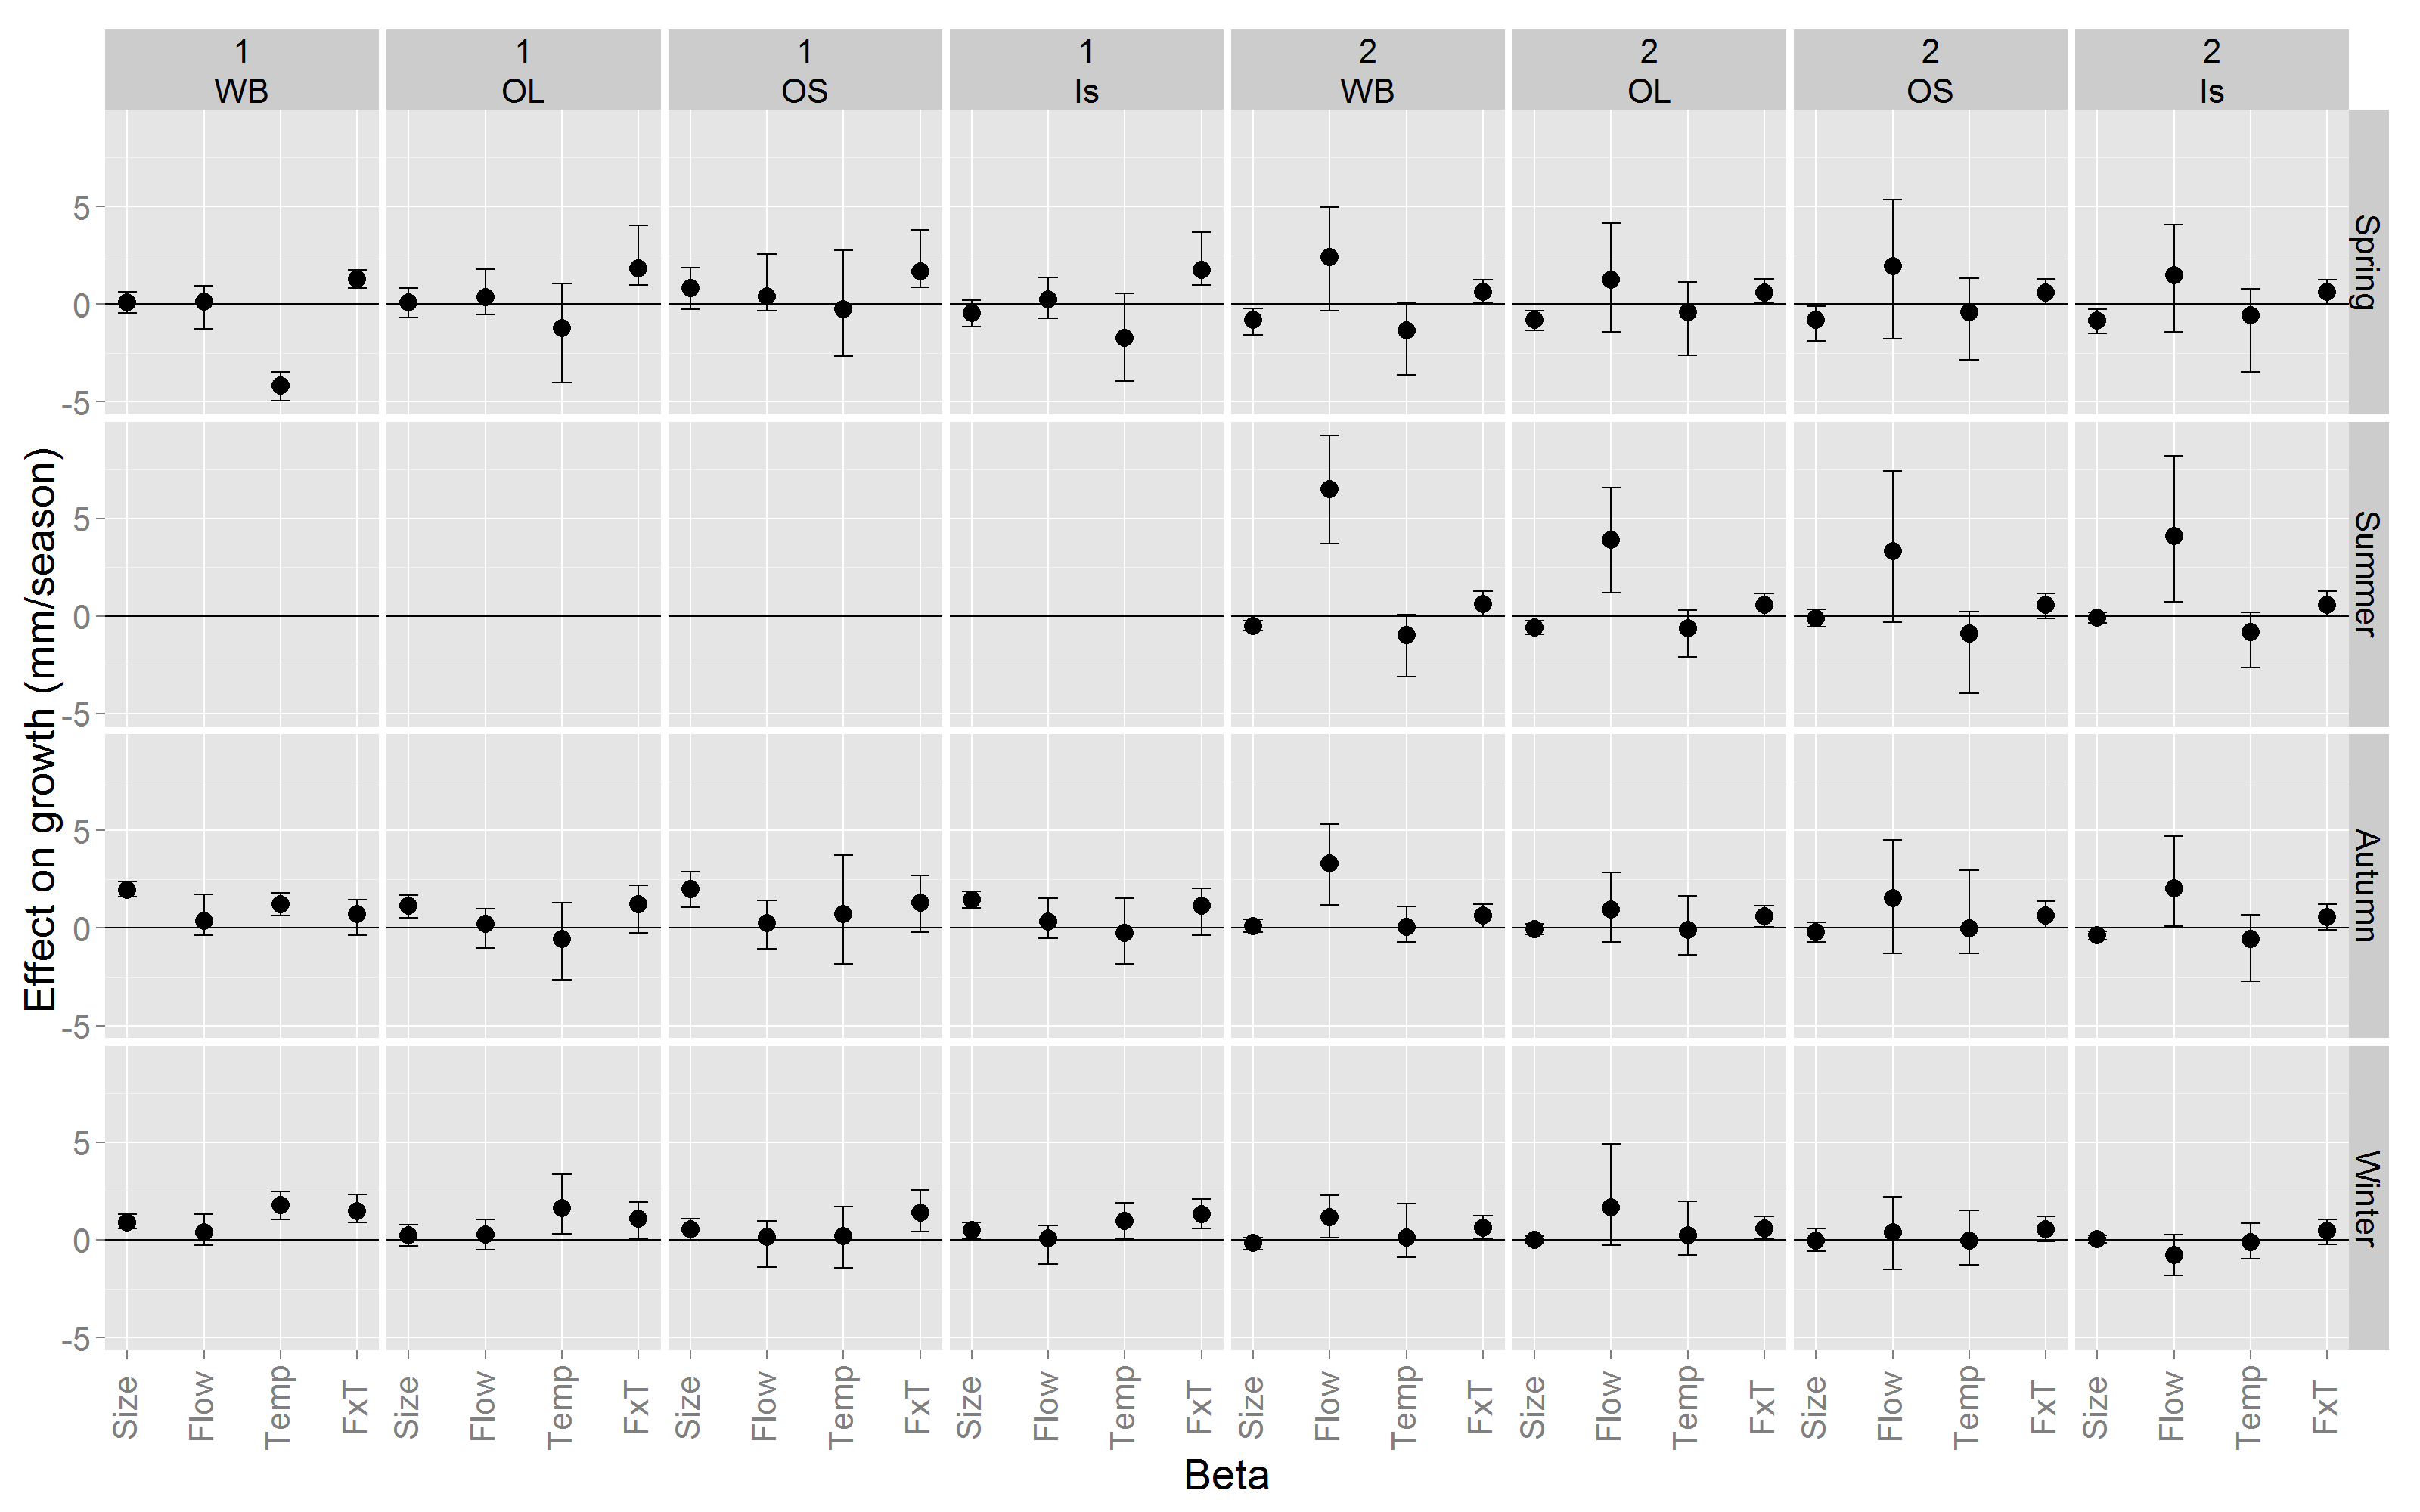 1 1 1 1 2 2 2 2
WB OL OS Is WB OL OS Is
Effect on growth (mm/season)
5
0
-5
Spring
5
0
-5
Summer
5
0
-5
Autumn
5
0
-5
Winter
Size Flow Temp FxT Size Flow Temp FxT Size Flow Temp FxT Size Flow Temp FxT Size Flow Temp FxT Size Flow Temp FxT Size Flow Temp FxT Size Flow Temp FxT
Beta